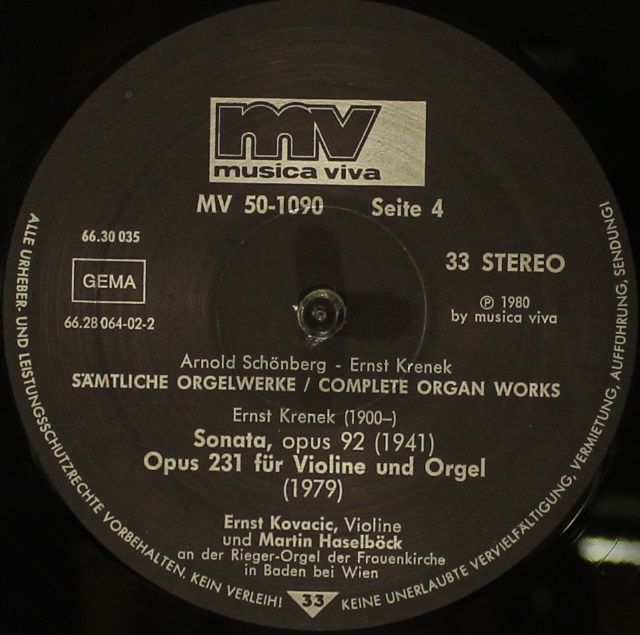 mv
musica viva
MV 50-1090 Seite 4
66.30 035
GEMA
66.28 064-02-2
33 STEREO
℗ 1980
by musica viva
Arnold Schönberg - Ernst Krenek
SÄMTLICHE ORGELWERKE / COMPLETE ORGAN WORKS
Ernst Krenek (1900-)
Sonata, opus 92 (1941)
Opus 231 für Violine und Orgel
(1979)
Ernst Kovacic, Violine
und Martin Haselböck
an der Rieger-Orgel der Frauenkirche
in Baden bei Wien
ALLE URHEBER- UND LEISTUNGSSCHUTZRECHTE VORBEHALTEN. KEIN VERLEIH! 33 KEINE UNERLAUBTE VERVIELFÄLTIGUNG, VERMIETUNG, AUFFÜHRUNG, SENDUNG!